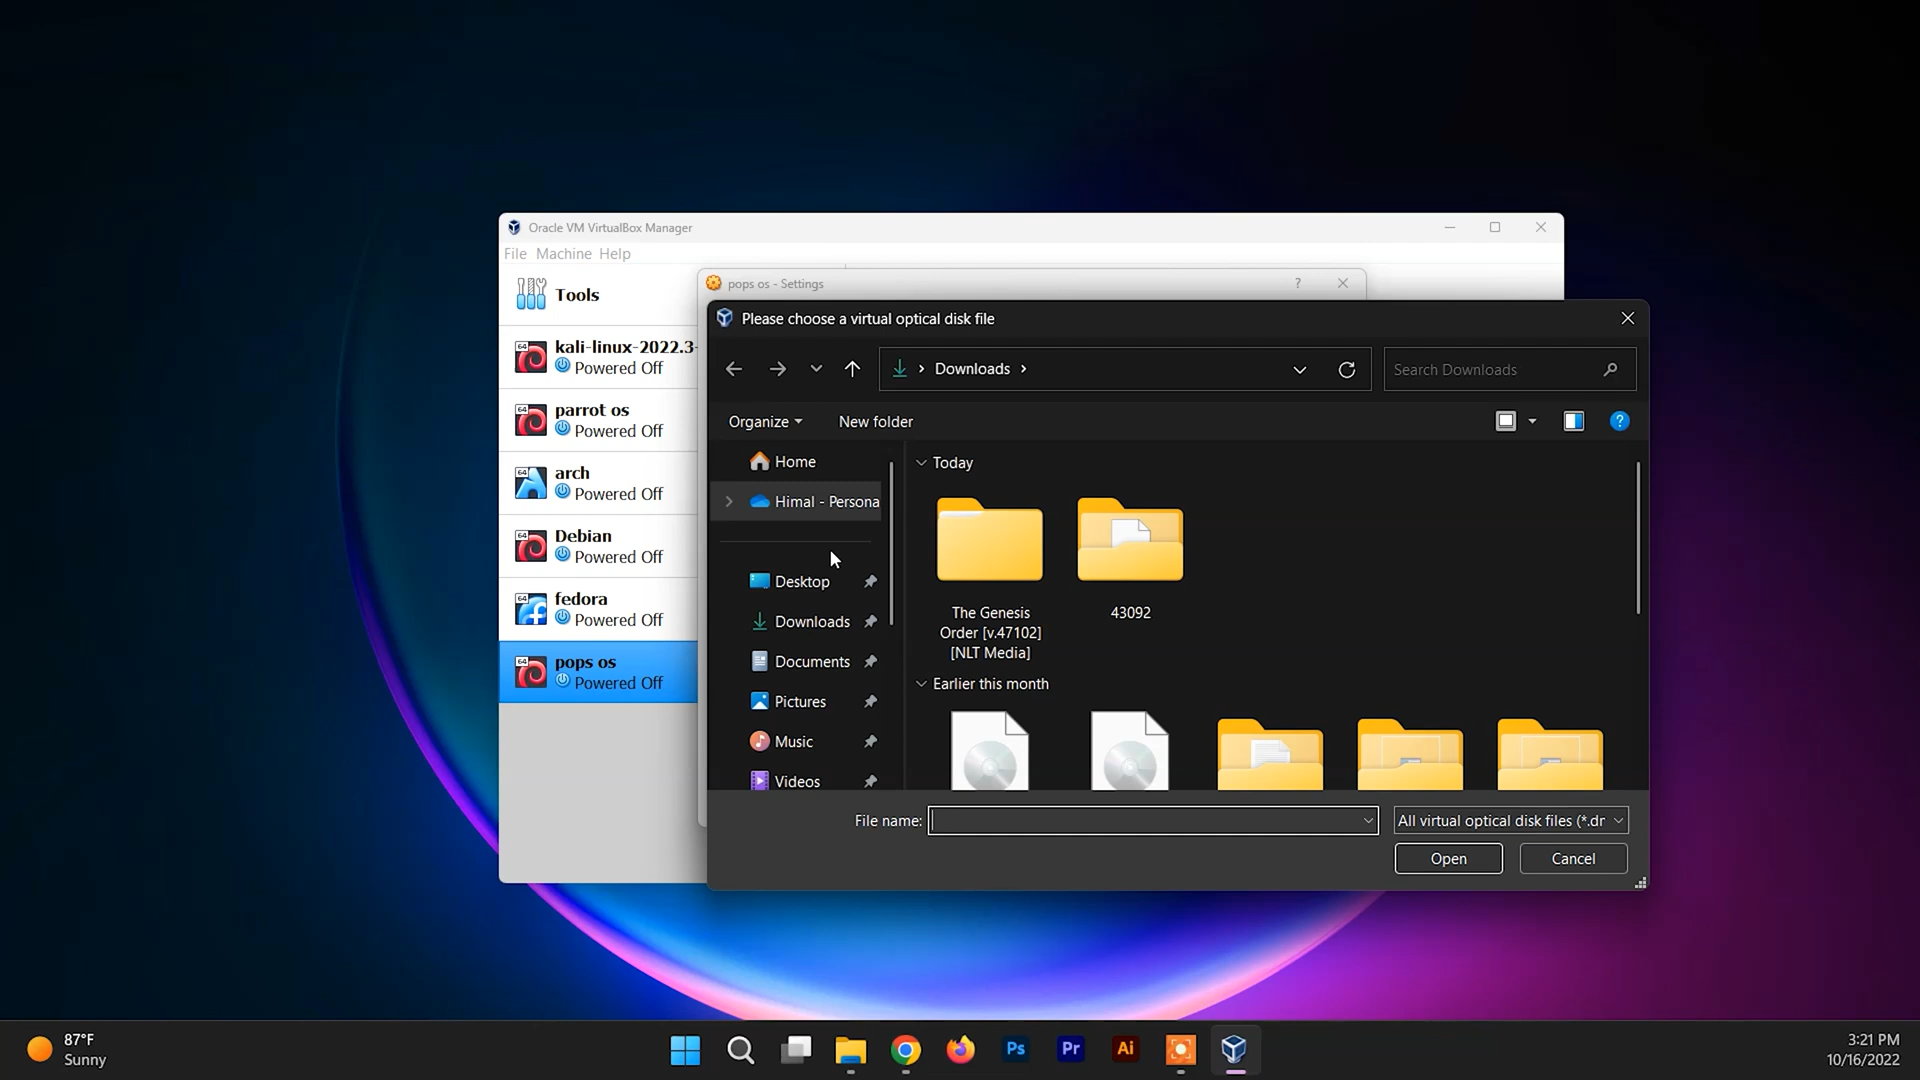 Oracle VM VirtualBox Manager
File Machine Help
Tools
kali-linux-2022.3-
Powered Off
parrot os
Powered Off
arch
Powered Off
Debian
Powered Off
fedora
Powered Off
pops os
Powered Off
pops os - Settings
?
Please choose a virtual optical disk file
Downloads
Search Downloads
Organize
New folder
?
Home
Himal - Persona
Desktop
Downloads
Documents
Pictures
Music
Videos
Today
The Genesis
Order [v.47102]
[NLT Media]
43092
Earlier this month
File name:
All virtual optical disk files (*.dr
Open
Cancel
87°F
Sunny
Ps
Pr
Ai
3:21 PM
10/16/2022